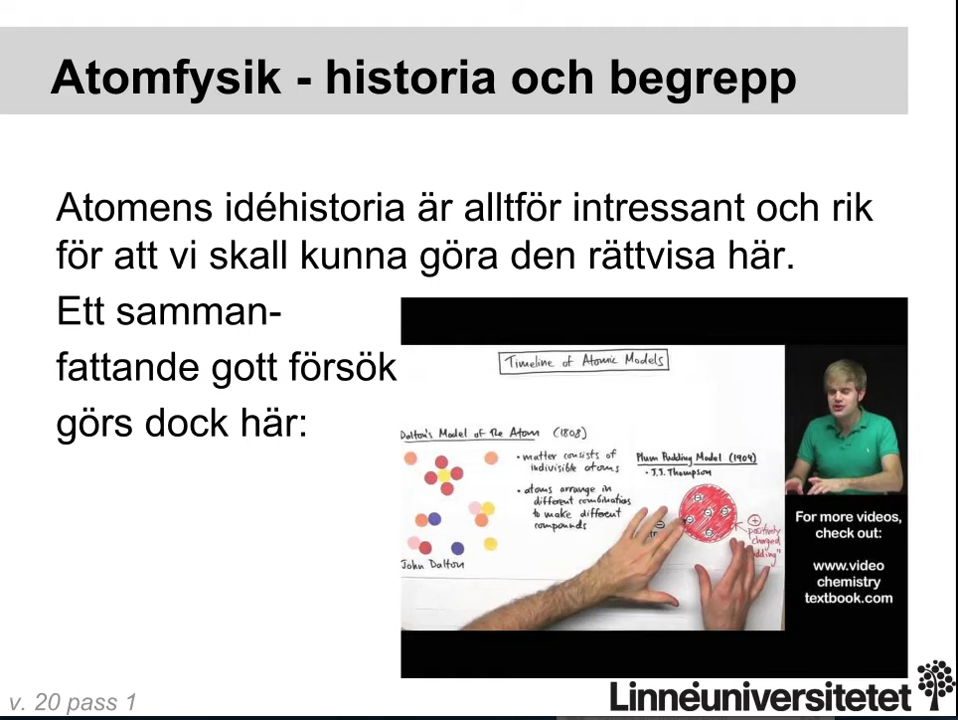 Atomfysik - historia och begrepp
Atomens idéhistoria är alltför intressant och rik
för att vi skall kunna göra den rättvisa här.
Ett samman-
fattande gott försök
görs dock här:
Timeline of Atomic Models
Dalton's Model of the Atom (1808)
• matter consists of
indivisible atoms
• atoms arrange in
different combinations
to make different
compounds
John Dalton
Plum Pudding Model (1904)
• J.J. Thompson
positively
charged
For more videos,
check out:
www.video
chemistry
textbook.com
v. 20 pass 1
Linnéuniversitetet